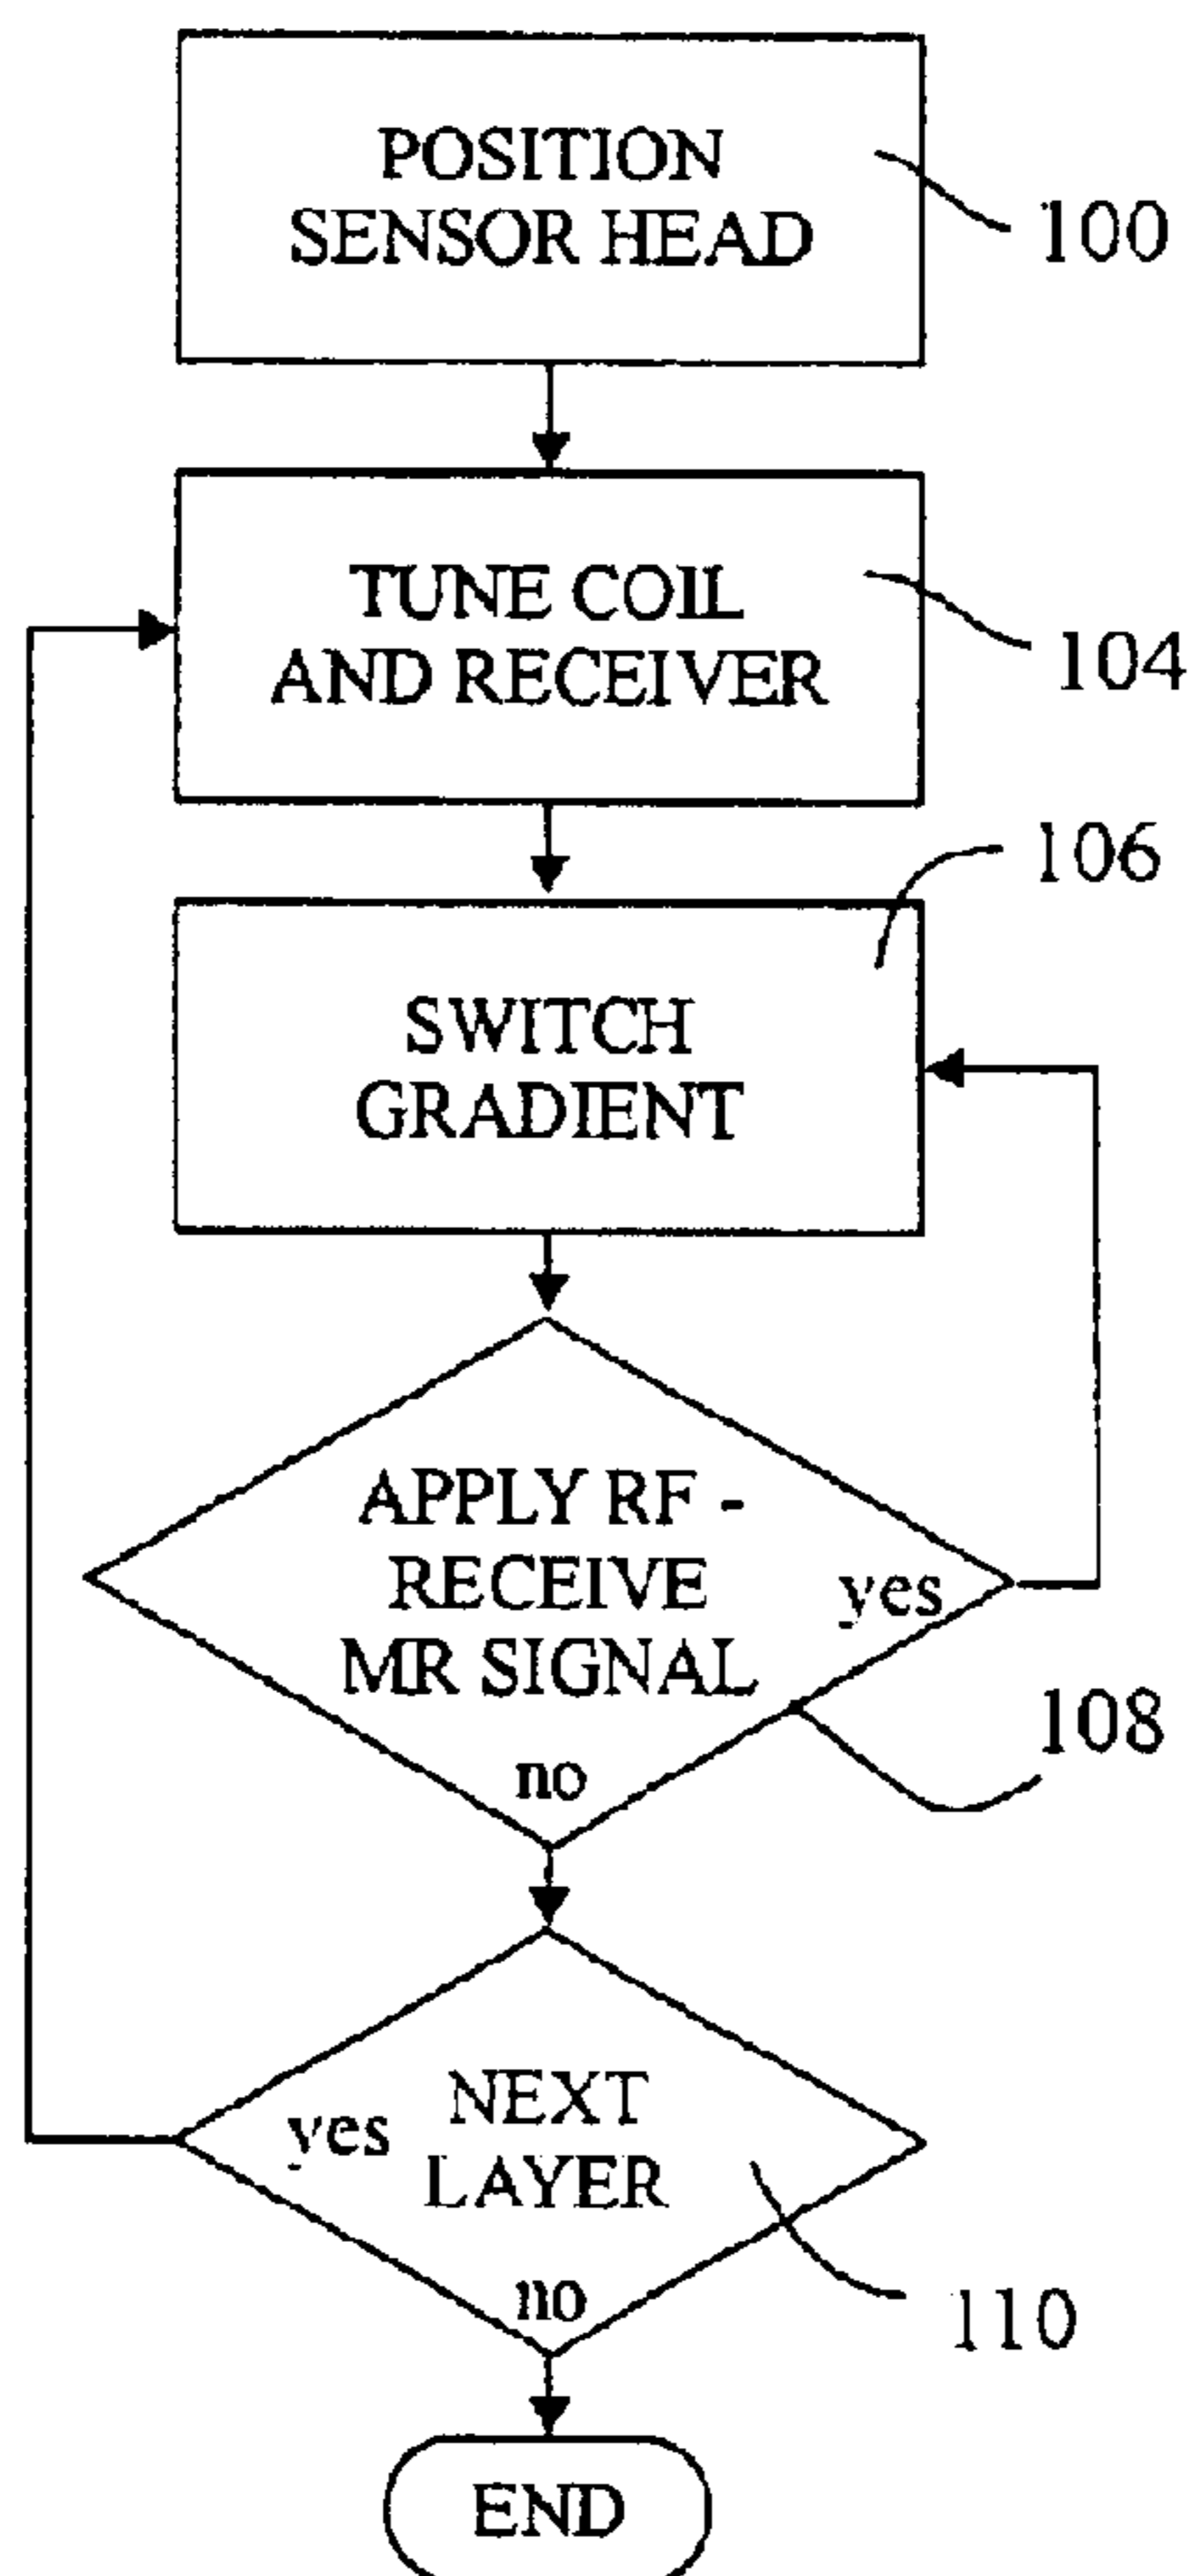 POSITION
SENSOR HEAD
100
TUNE COIL
AND RECEIVER
104
106
SWITCH
GRADIENT
APPLY RF -
RECEIVE
yes
MR SIGNAL
108
no
NEXT
yes
LAYER
no
110
END